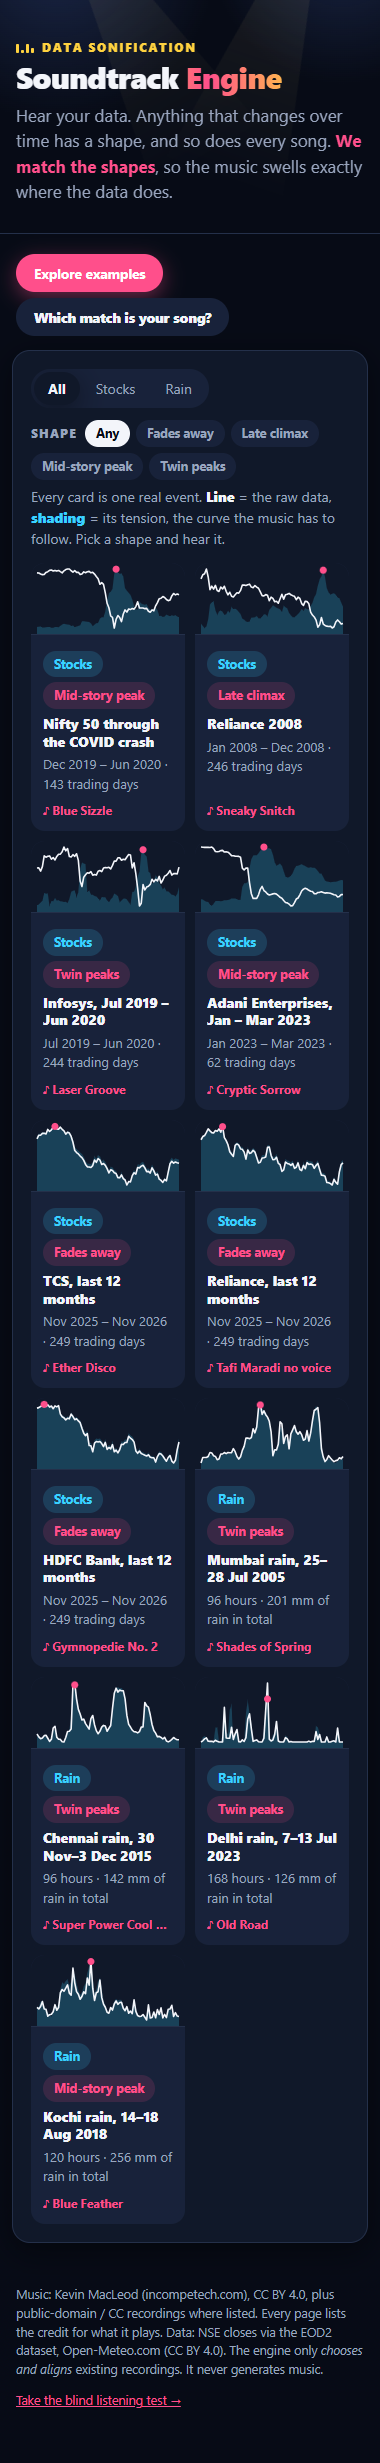 DATA SONIFICATION
Soundtrack Engine
Hear your data. Anything that changes over
time has a shape, and so does every song. We
match the shapes, so the music swells exactly
where the data does.
Explore examples
Which match is your song?
All Stocks Rain
SHAPE Any Fades away Late climax
Mid-story peak Twin peaks
Every card is one real event. Line = the raw data,
shading = its tension, the curve the music has to
follow. Pick a shape and hear it.
Stocks
Mid-story peak
Nifty 50 through
the COVID crash
Dec 2019 – Jun 2020 ·
143 trading days
♪ Blue Sizzle
Stocks
Late climax
Reliance 2008
Jan 2008 – Dec 2008 ·
246 trading days
♪ Sneaky Snitch
Stocks
Twin peaks
Infosys, Jul 2019 –
Jun 2020
Jul 2019 – Jun 2020 ·
244 trading days
♪ Laser Groove
Stocks
Mid-story peak
Adani Enterprises,
Jan – Mar 2023
Jan 2023 – Mar 2023 ·
62 trading days
♪ Cryptic Sorrow
Stocks
Fades away
TCS, last 12
months
Nov 2025 – Nov 2026
· 249 trading days
♪ Ether Disco
Stocks
Fades away
Reliance, last 12
months
Nov 2025 – Nov 2026
· 249 trading days
♪ Tafi Maradi no voice
Stocks
Fades away
HDFC Bank, last 12
months
Nov 2025 – Nov 2026
· 249 trading days
♪ Gymnopedie No. 2
Rain
Twin peaks
Mumbai rain, 25–
28 Jul 2005
96 hours · 201 mm of
rain in total
♪ Shades of Spring
Rain
Twin peaks
Chennai rain, 30
Nov–3 Dec 2015
96 hours · 142 mm of
rain in total
♪ Super Power Cool ...
Rain
Twin peaks
Delhi rain, 7–13 Jul
2023
168 hours · 126 mm of
rain in total
♪ Old Road
Rain
Mid-story peak
Kochi rain, 14–18
Aug 2018
120 hours · 256 mm of
rain in total
♪ Blue Feather
Music: Kevin MacLeod (incompetech.com), CC BY 4.0, plus
public-domain / CC recordings where listed. Every page lists
the credit for what it plays. Data: NSE closes via the EOD2
dataset, Open-Meteo.com (CC BY 4.0). The engine only chooses
and aligns existing recordings. It never generates music.
Take the blind listening test →